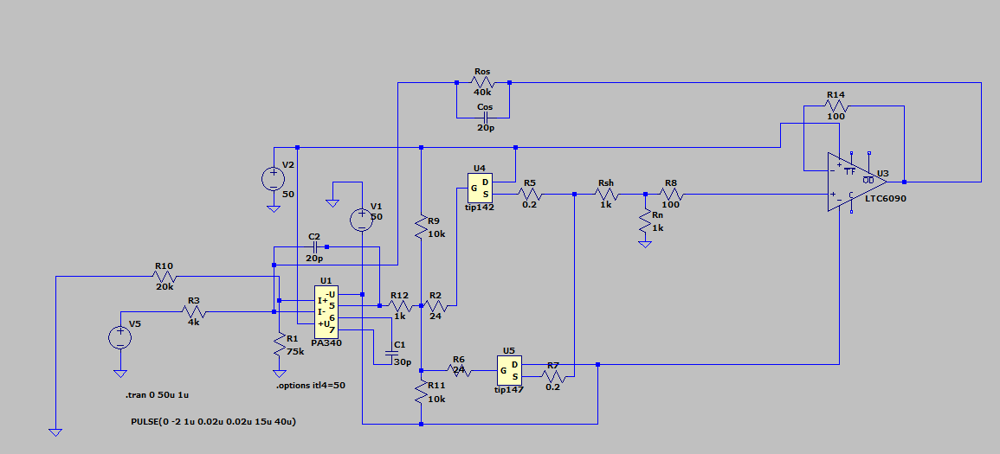 Ros
40k
Cos
20p
R14
100
V2
50
V1
50
U4
D
G
S
tip142
R5
0.2
Rsh
1k
R8
100
Rn
1k
U3
LTC6090
+
TF
OD
C
R9
10k
C2
20p
R10
20k
R3
4k
V5
U1
-U
I+
5
I-
6
+U
7
PA340
R12
1k
R2
24
R1
75k
C1
30p
R6
24
U5
D
G
S
tip147
R7
0.2
R11
10k
.options itl4=50
.tran 0 50u 1u
PULSE(0 -2 1u 0.02u 0.02u 15u 40u)